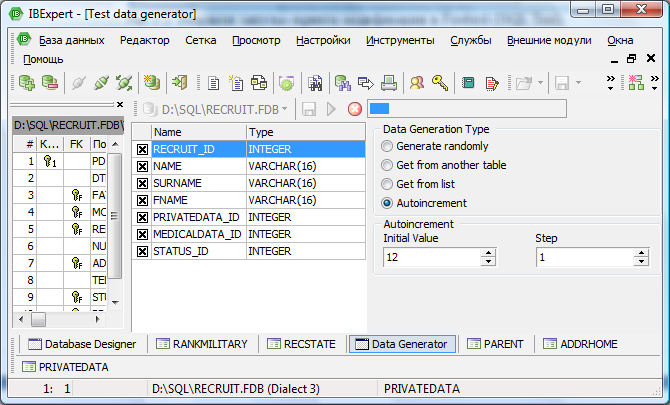 IBExpert - [Test data generator]
База данных Редактор Сетка Просмотр Настройки Инструменты Службы Внешние модули Окна
Помощь
D:\SQL\RECRUIT.FDB\
# К... FK По
1 1 PD
2 DT
3 F FA
4 F MC
5 F RE
6 NU
7 F AD
8 TE
9 F STU
D:\SQL\RECRUIT.FDB
Name Type
RECRUIT_ID INTEGER
NAME VARCHAR(16)
SURNAME VARCHAR(16)
FNAME VARCHAR(16)
PRIVATEDATA_ID INTEGER
MEDICALDATA_ID INTEGER
STATUS_ID INTEGER
Data Generation Type
Generate randomly
Get from another table
Get from list
Autoincrement
Autoincrement
Initial Value Step
12 1
Database Designer RANKMILITARY RECSTATE Data Generator PARENT ADDRHOME
PRIVATEDATA
1: 1 D:\SQL\RECRUIT.FDB (Dialect 3) PRIVATEDATA